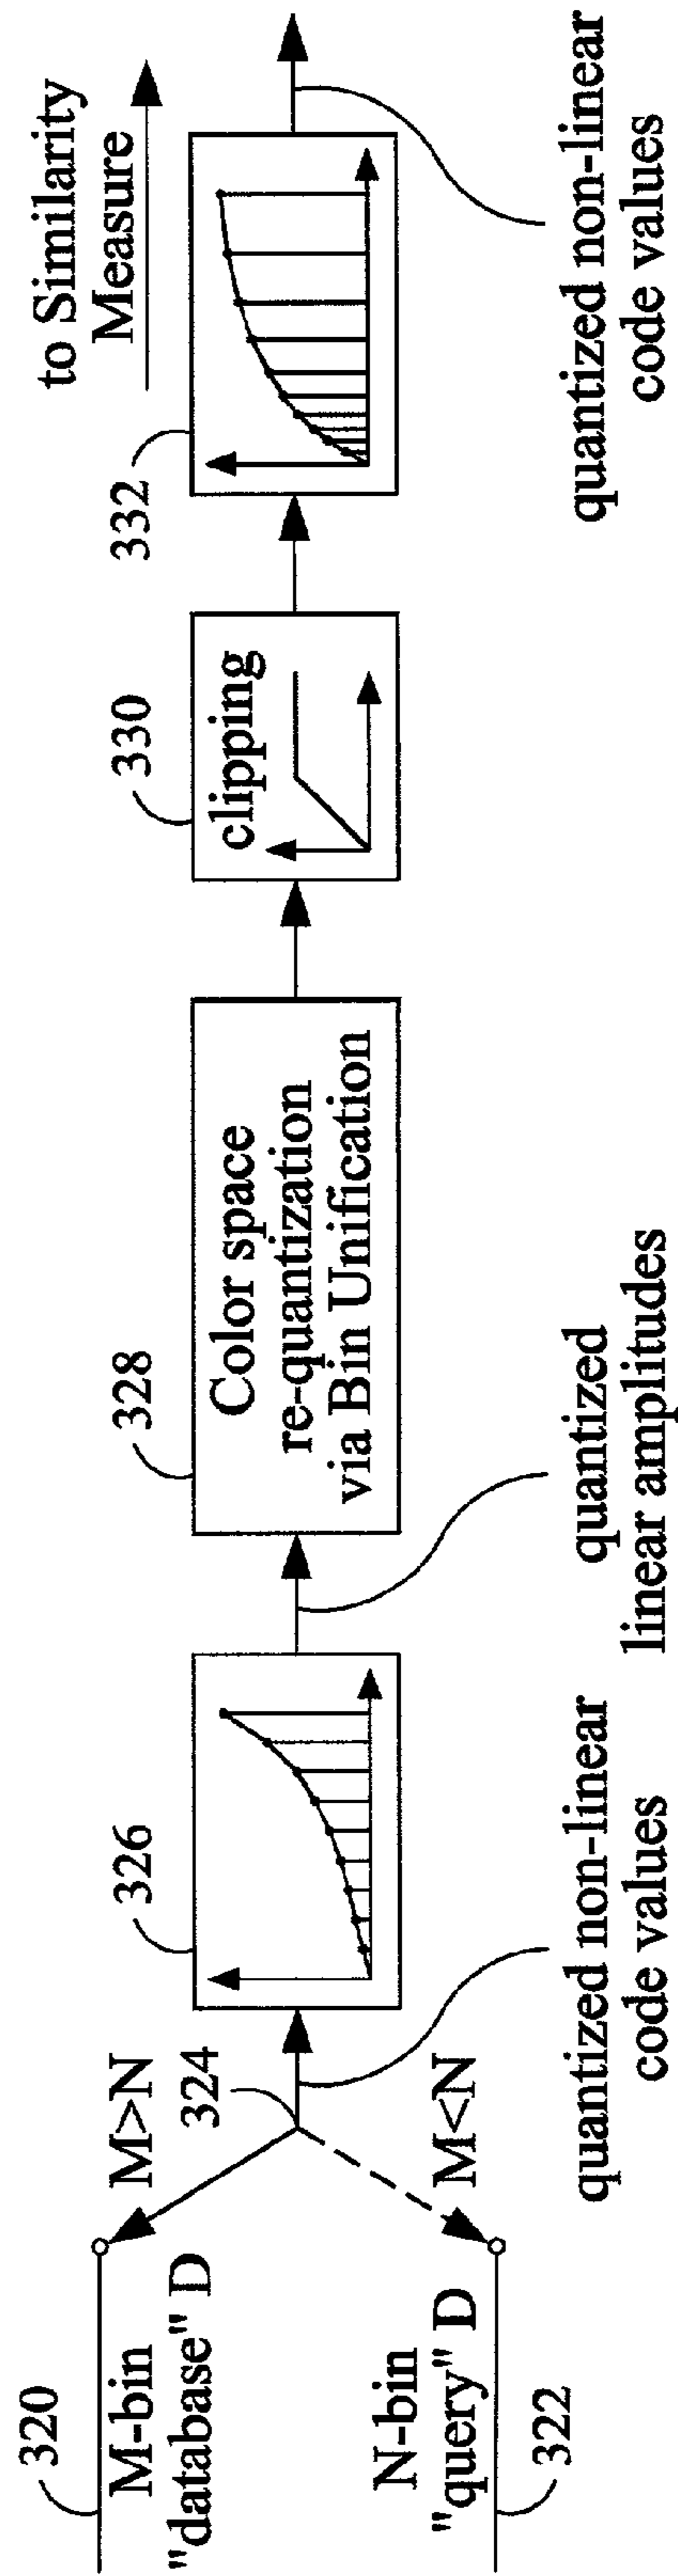 320
M-bin
"database" D
N-bin
"query" D
322
M>N
324
M<N
quantized non-linear
code values
326
quantized
linear amplitudes
328
Color space
re-quantization
via Bin Unification
330
clipping
332
to Similarity
Measure
quantized non-linear
code values